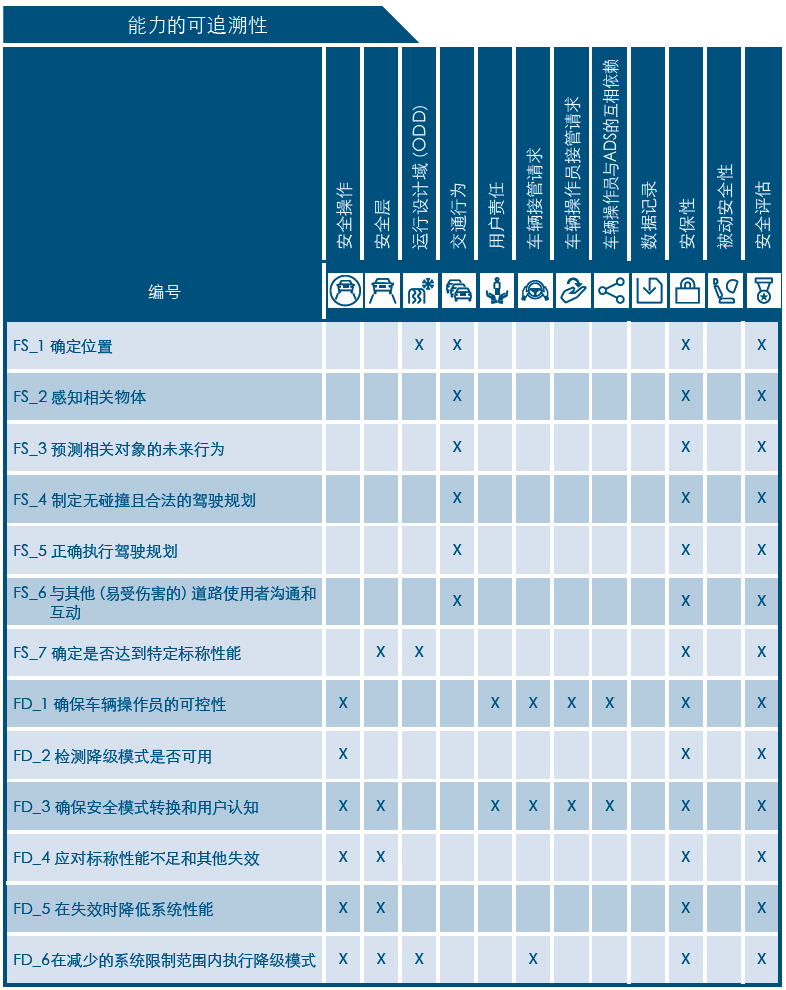 能力的可追溯性
安全操作
安全层
运行设计域 (ODD)
交通行为
用户责任
车辆接管请求
车辆操作员接管请求
车辆操作员与ADS的互相依赖
数据记录
安保性
被动安全性
安全评估
编号
FS_1 确定位置 X X X X
FS_2 感知相关物体 X X X
FS_3 预测相关对象的未来行为 X X X
FS_4 制定无碰撞且合法的驾驶规划 X X X
FS_5 正确执行驾驶规划 X X X
FS_6 与其他 (易受伤害的) 道路使用者沟通和
互动 X X X
FS_7 确定是否达到特定标称性能 X X X X
FD_1 确保车辆操作员的可控性 X X X X X X X
FD_2 检测降级模式是否可用 X X X
FD_3 确保安全模式转换和用户认知 X X X X X X X X
FD_4 应对标称性能不足和其他失效 X X X X
FD_5 在失效时降低系统性能 X X X X
FD_6在减少的系统限制范围内执行降级模式 X X X X X X